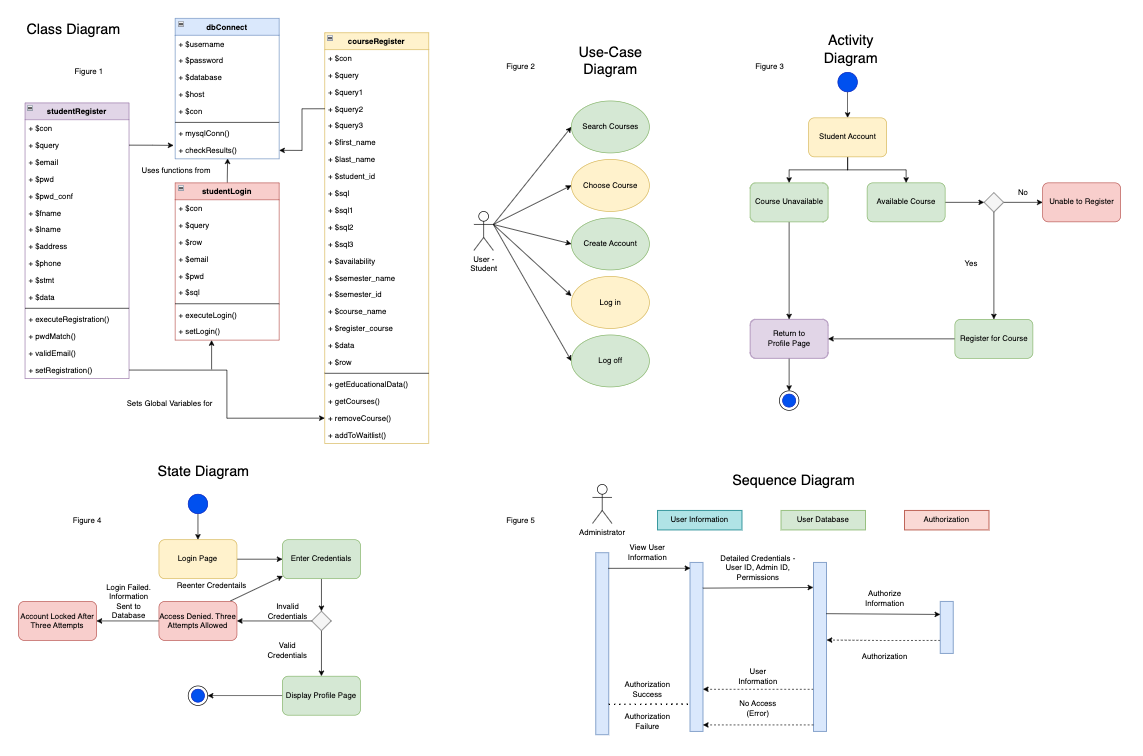 Class Diagram
Figure 1
studentRegister
+ $con
+ $query
+ $email
+ $pwd
+ $pwd_conf
+ $fname
+ $lname
+ $address
+ $phone
+ $stmt
+ $data
+ executeRegistration()
+ pwdMatch()
+ validEmail()
+ setRegistration()
dbConnect
+ $username
+ $password
+ $database
+ $host
+ $con
+ mysqlConn()
+ checkResults()
Uses functions from
studentLogin
+ $con
+ $query
+ $row
+ $email
+ $pwd
+ $sql
+ executeLogin()
+ setLogin()
Sets Global Variables for
courseRegister
+ $con
+ $query
+ $query1
+ $query2
+ $query3
+ $first_name
+ $last_name
+ $student_id
+ $sql
+ $sql1
+ $sql2
+ $sql3
+ $availability
+ $semester_name
+ $semester_id
+ $course_name
+ $register_course
+ $data
+ $row
+ getEducationalData()
+ getCourses()
+ removeCourse()
+ addToWaitlist()
Figure 2
Use-Case
Diagram
Search Courses
Choose Course
Create Account
Log in
Log off
User -
Student
Figure 3
Activity
Diagram
Student Account
Course Unavailable
Available Course
No
Unable to Register
Yes
Return to
Profile Page
Register for Course
State Diagram
Figure 4
Login Page
Enter Credentials
Reenter Credentails
Login Failed.
Information
Sent to
Database
Account Locked After
Three Attempts
Access Denied. Three
Attempts Allowed
Invalid
Credentials
Valid
Credentials
Display Profile Page
Sequence Diagram
Figure 5
Administrator
User Information
User Database
Authorization
View User
Information
Detailed Credentials -
User ID, Admin ID,
Permissions
Authorize
Information
Authorization
User
Information
Authorization
Success
No Access
(Error)
Authorization
Failure